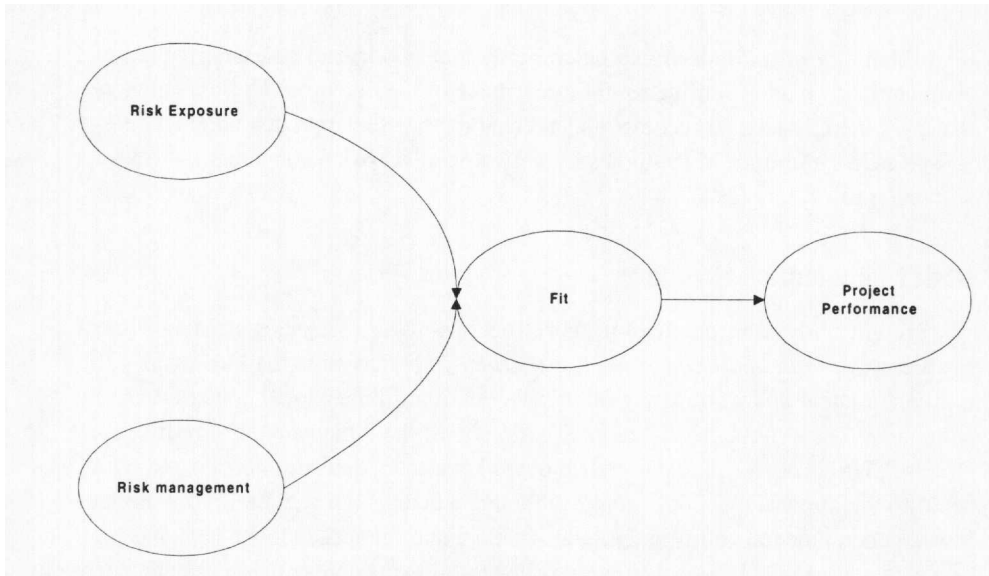 Risk Exposure
Fit
Project
Performance
Risk management